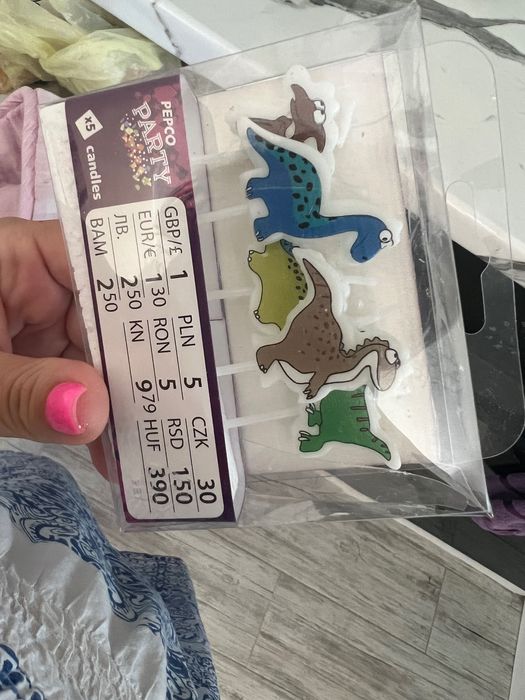 PEPCO
PARTY
x5 candles
GBP/£ 1 PLN 5 CZK 30
EUR/€ 1 30 RON 5 RSD 150
ЛВ. 2 50 KN 9 79 HUF 390
BAM 2 50